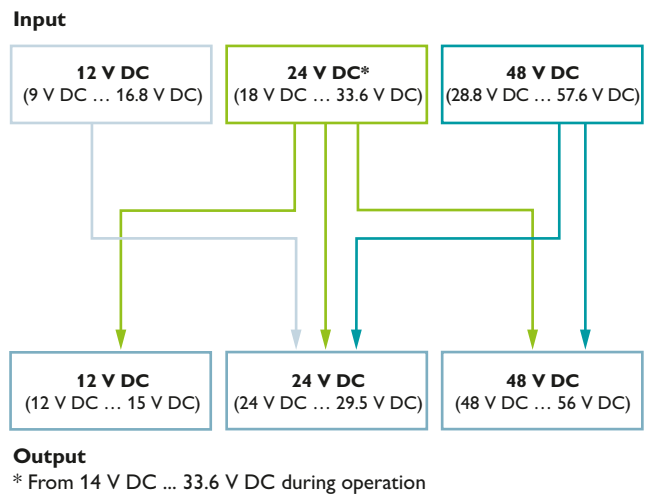 Input
12 V DC
(9 V DC … 16.8 V DC)
24 V DC*
(18 V DC … 33.6 V DC)
48 V DC
(28.8 V DC … 57.6 V DC)
12 V DC
(12 V DC … 15 V DC)
24 V DC
(24 V DC … 29.5 V DC)
48 V DC
(48 V DC … 56 V DC)
Output
* From 14 V DC ... 33.6 V DC during operation